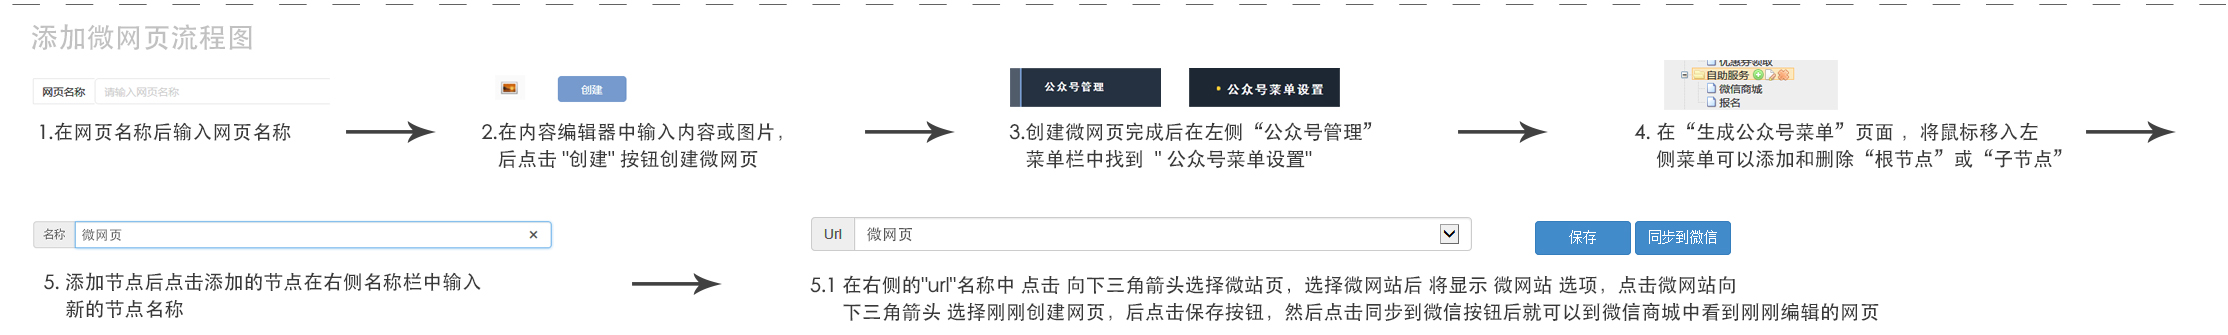 添加微网页流程图
网页名称 请输入网页名称
1.在网页名称后输入网页名称
创建
2.在内容编辑器中输入内容或图片，
后点击 "创建" 按钮创建微网页
公众号管理
• 公众号菜单设置
3.创建微网页完成后在左侧“公众号管理”
菜单栏中找到 " 公众号菜单设置"
优惠券领取
自助服务
微信商城
报名
4. 在“生成公众号菜单”页面 ，将鼠标移入左
侧菜单可以添加和删除“根节点”或“子节点”
名称 微网页 ×
5. 添加节点后点击添加的节点在右侧名称栏中输入
新的节点名称
Url 微网页
保存 同步到微信
5.1 在右侧的"url"名称中 点击 向下三角箭头选择微站页，选择微网站后 将显示 微网站 选项，点击微网站向
下三角箭头 选择刚刚创建网页，后点击保存按钮，然后点击同步到微信按钮后就可以到微信商城中看到刚刚编辑的网页